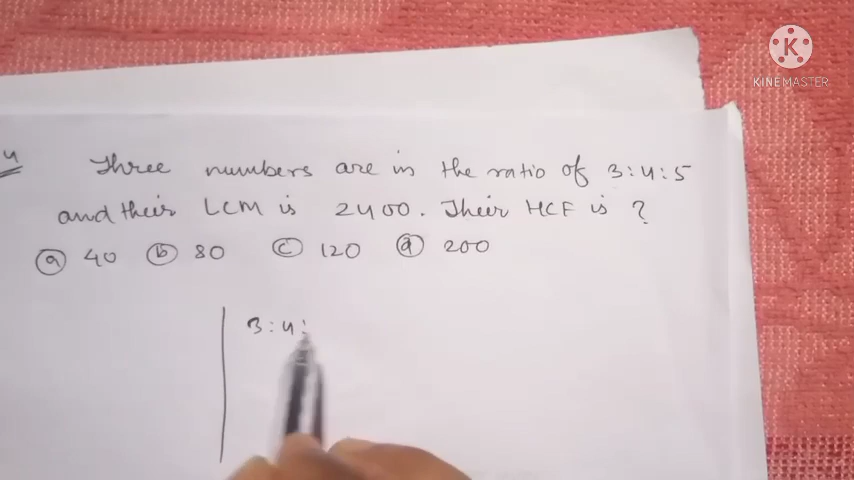 4 Three numbers are in the ratio of 3:4:5
and their LCM is 2400. Their HCF is ?
(a) 40 (b) 80 (c) 120 (d) 200
3:4:
K
KINEMASTER